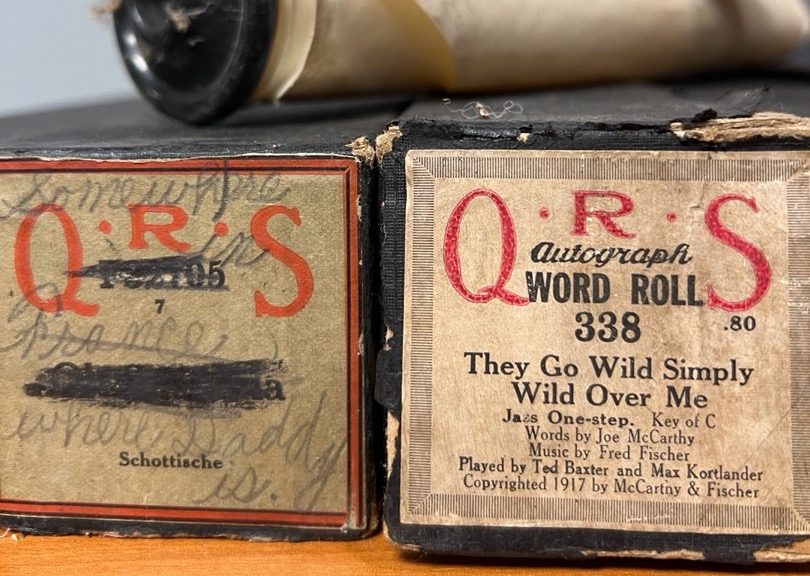 Somewhere
Q·R·S
in
7
France
where Daddy
Schottische
is.
Q·R·S
Autograph
WORD ROLL
338
.80
They Go Wild Simply
Wild Over Me
Jass One-step. Key of C
Words by Joe McCarthy
Music by Fred Fischer
Played by Ted Baxter and Max Kortlander
Copyrighted 1917 by McCartny & Fischer